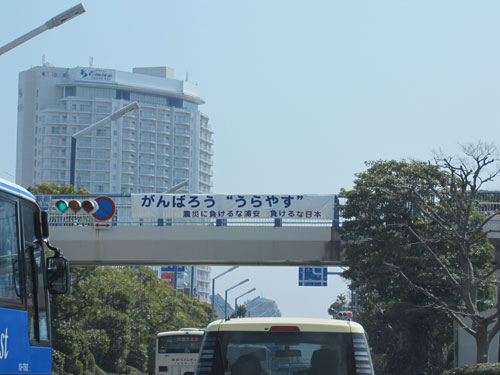 がんばろう “うらやす”
震災に負けるな浦安 負けるな日本
st